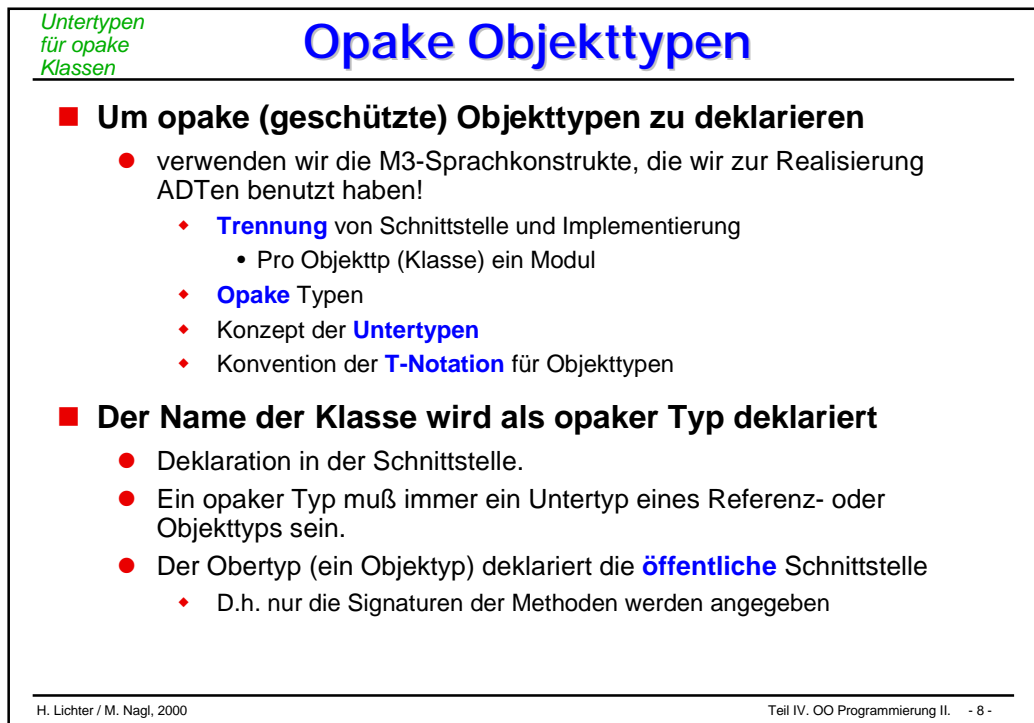 Untertypen
für opake
Klassen
Opake Objekttypen
Um opake (geschützte) Objekttypen zu deklarieren
verwenden wir die M3-Sprachkonstrukte, die wir zur Realisierung
ADTen benutzt haben!
Trennung von Schnittstelle und Implementierung
• Pro Objekttp (Klasse) ein Modul
Opake Typen
Konzept der Untertypen
Konvention der T-Notation für Objekttypen
Der Name der Klasse wird als opaker Typ deklariert
Deklaration in der Schnittstelle.
Ein opaker Typ muß immer ein Untertyp eines Referenz- oder
Objekttyps sein.
Der Obertyp (ein Objektyp) deklariert die öffentliche Schnittstelle
D.h. nur die Signaturen der Methoden werden angegeben
H. Lichter / M. Nagl, 2000 Teil IV. OO Programmierung II. - 8 -